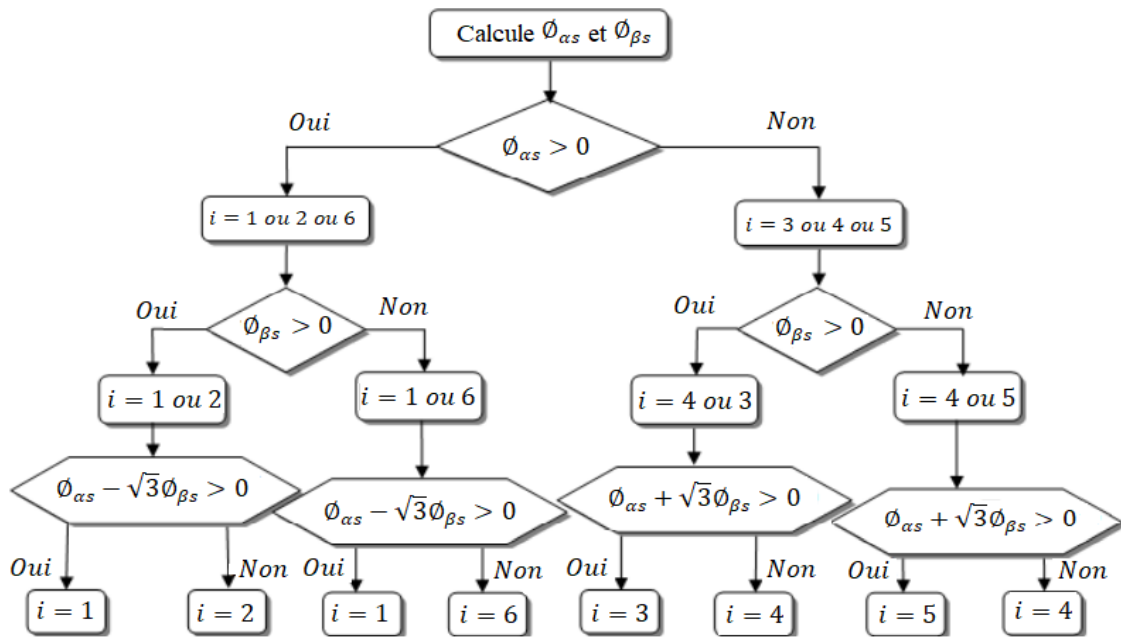 Calcule ∅αs et ∅βs
Oui
Non
∅αs > 0
i = 1 ou 2 ou 6
i = 3 ou 4 ou 5
Oui
Non
∅βs > 0
Oui
Non
∅βs > 0
i = 1 ou 2
i = 1 ou 6
i = 4 ou 3
i = 4 ou 5
∅αs − √3∅βs > 0
∅αs − √3∅βs > 0
∅αs + √3∅βs > 0
∅αs + √3∅βs > 0
Oui
Non
Oui
Non
Oui
Non
Oui
Non
i = 1
i = 2
i = 1
i = 6
i = 3
i = 4
i = 5
i = 4